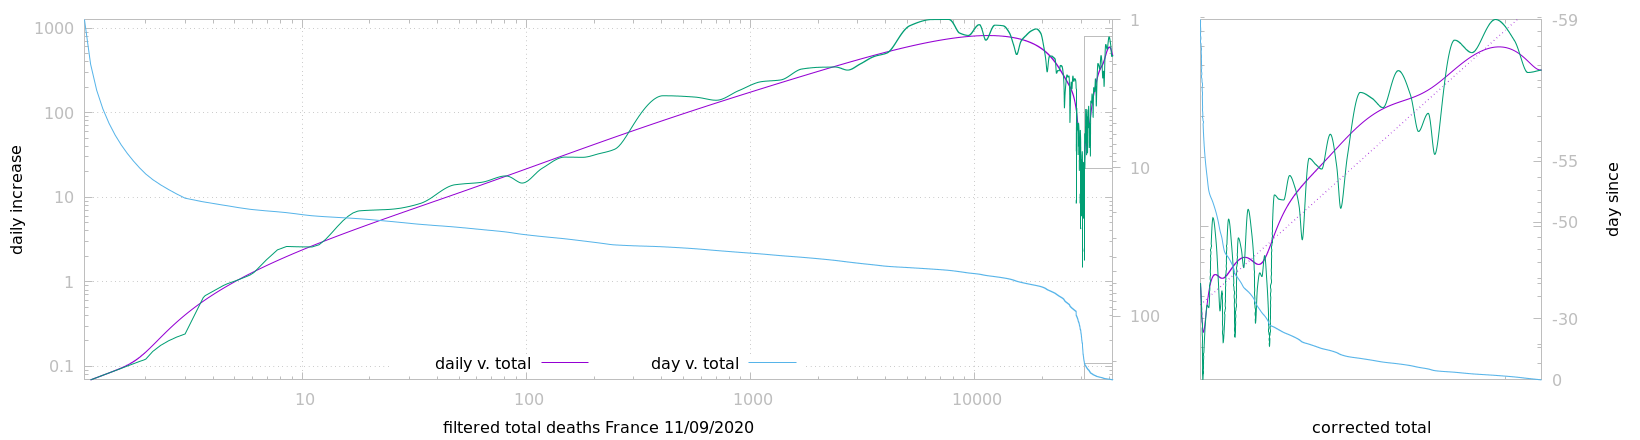 daily increase
1000
100
10
1
0.1
10
100
1000
10000
filtered total deaths France 11/09/2020
daily v. total
day v. total
1
10
100
corrected total
-59
-55
-50
-30
0
day since